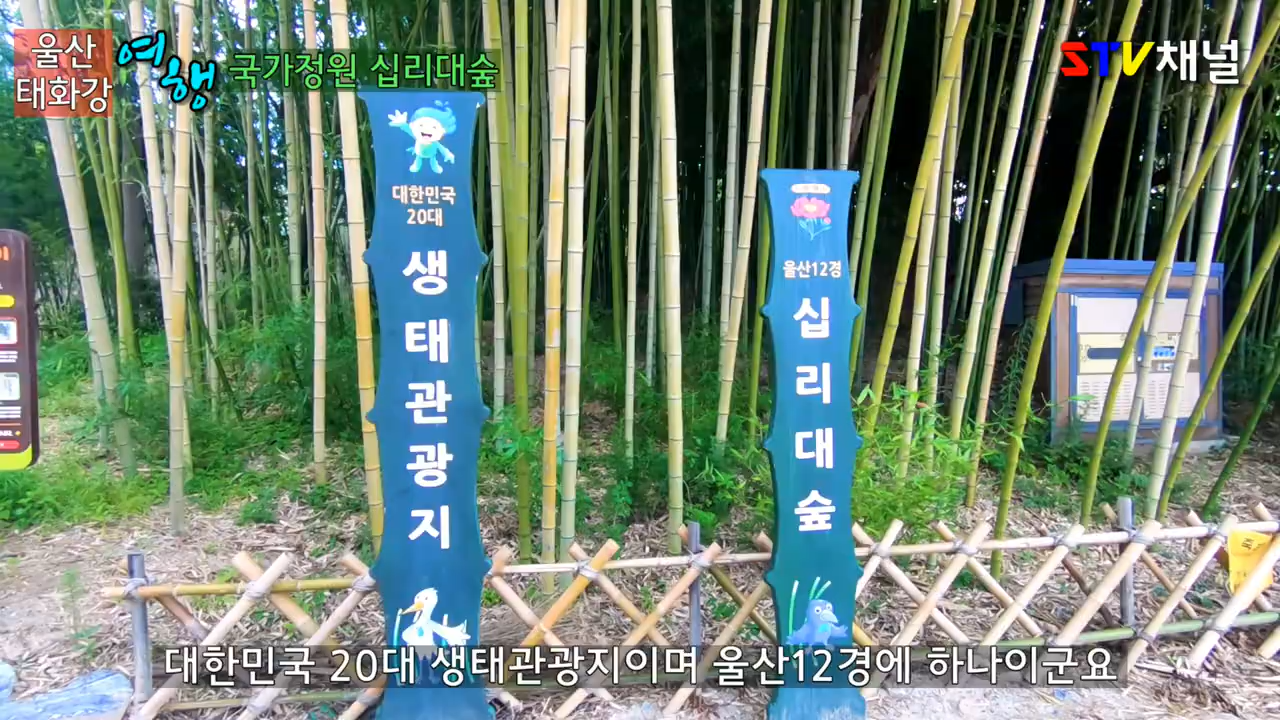 울산
태화강
여행
국가정원 십리대숲
STV채널
대한민국
20대
생태관광지
울산12경
십리대숲
대한민국 20대 생태관광지이며 울산12경에 하나이군요